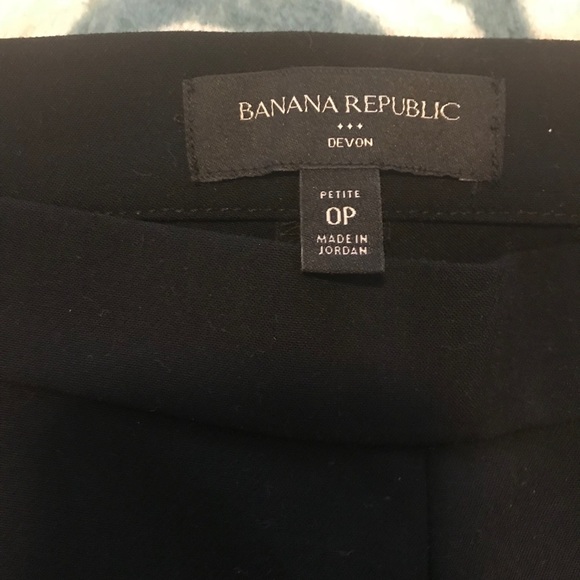 BANANA REPUBLIC
DEVON
PETITE
0P
MADE IN
JORDAN